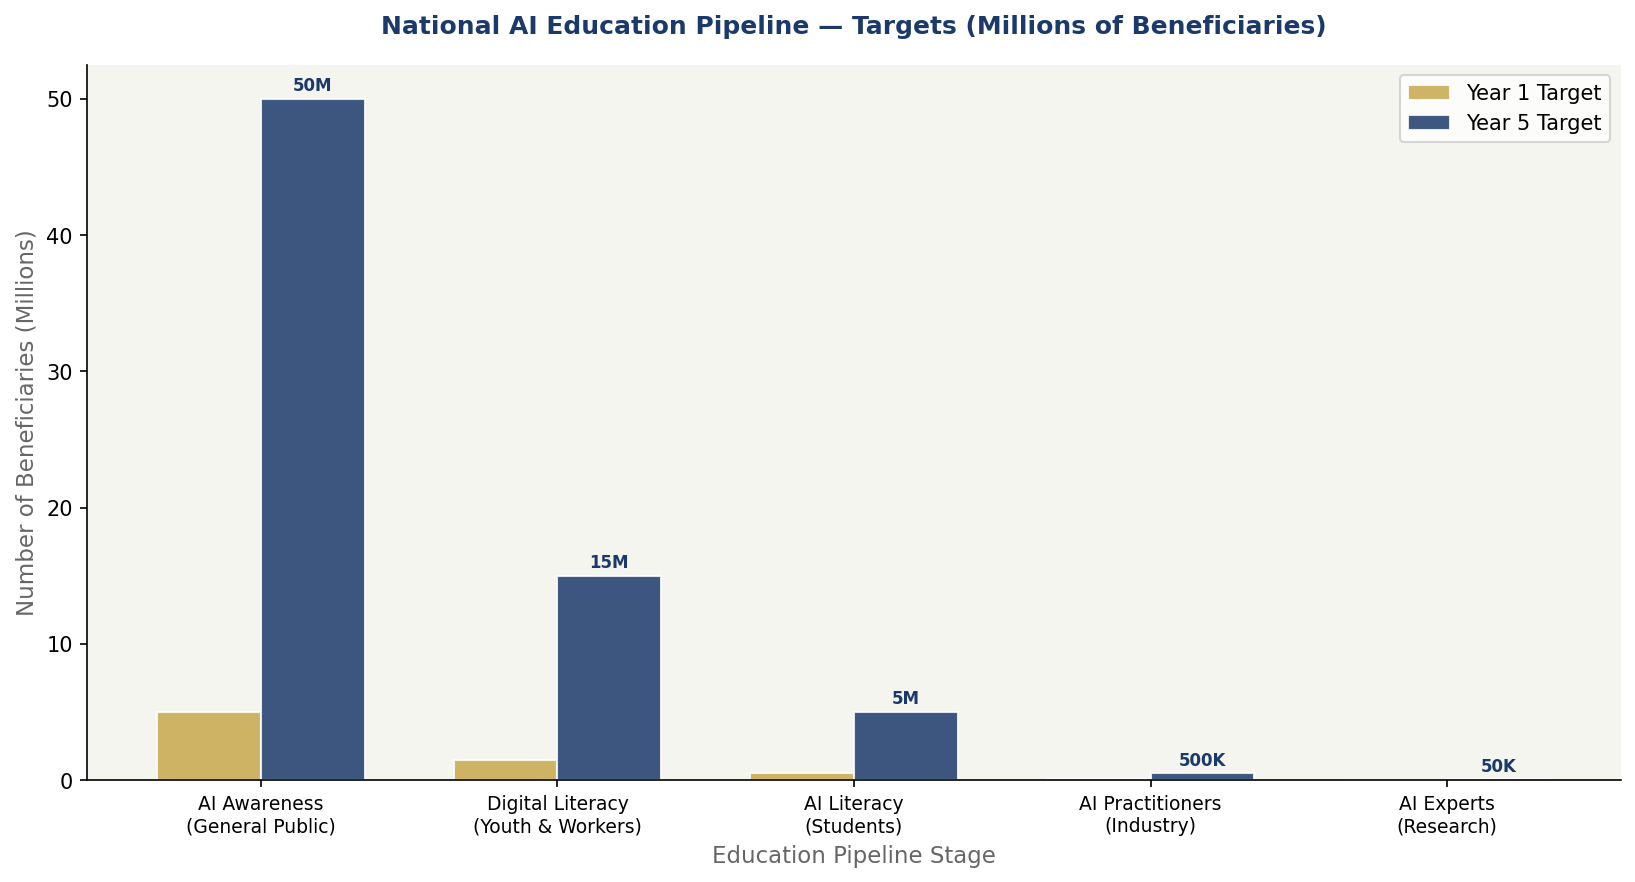 National AI Education Pipeline — Targets (Millions of Beneficiaries)
Year 1 Target
Year 5 Target
Number of Beneficiaries (Millions)
50
40
30
20
10
0
50M
15M
5M
500K
50K
AI Awareness
(General Public)
Digital Literacy
(Youth & Workers)
AI Literacy
(Students)
AI Practitioners
(Industry)
AI Experts
(Research)
Education Pipeline Stage